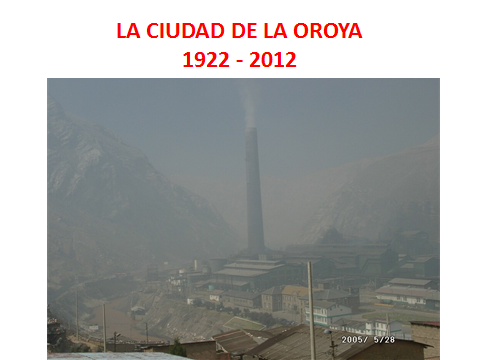 LA CIUDAD DE LA OROYA
1922 - 2012
2005/ 5/28